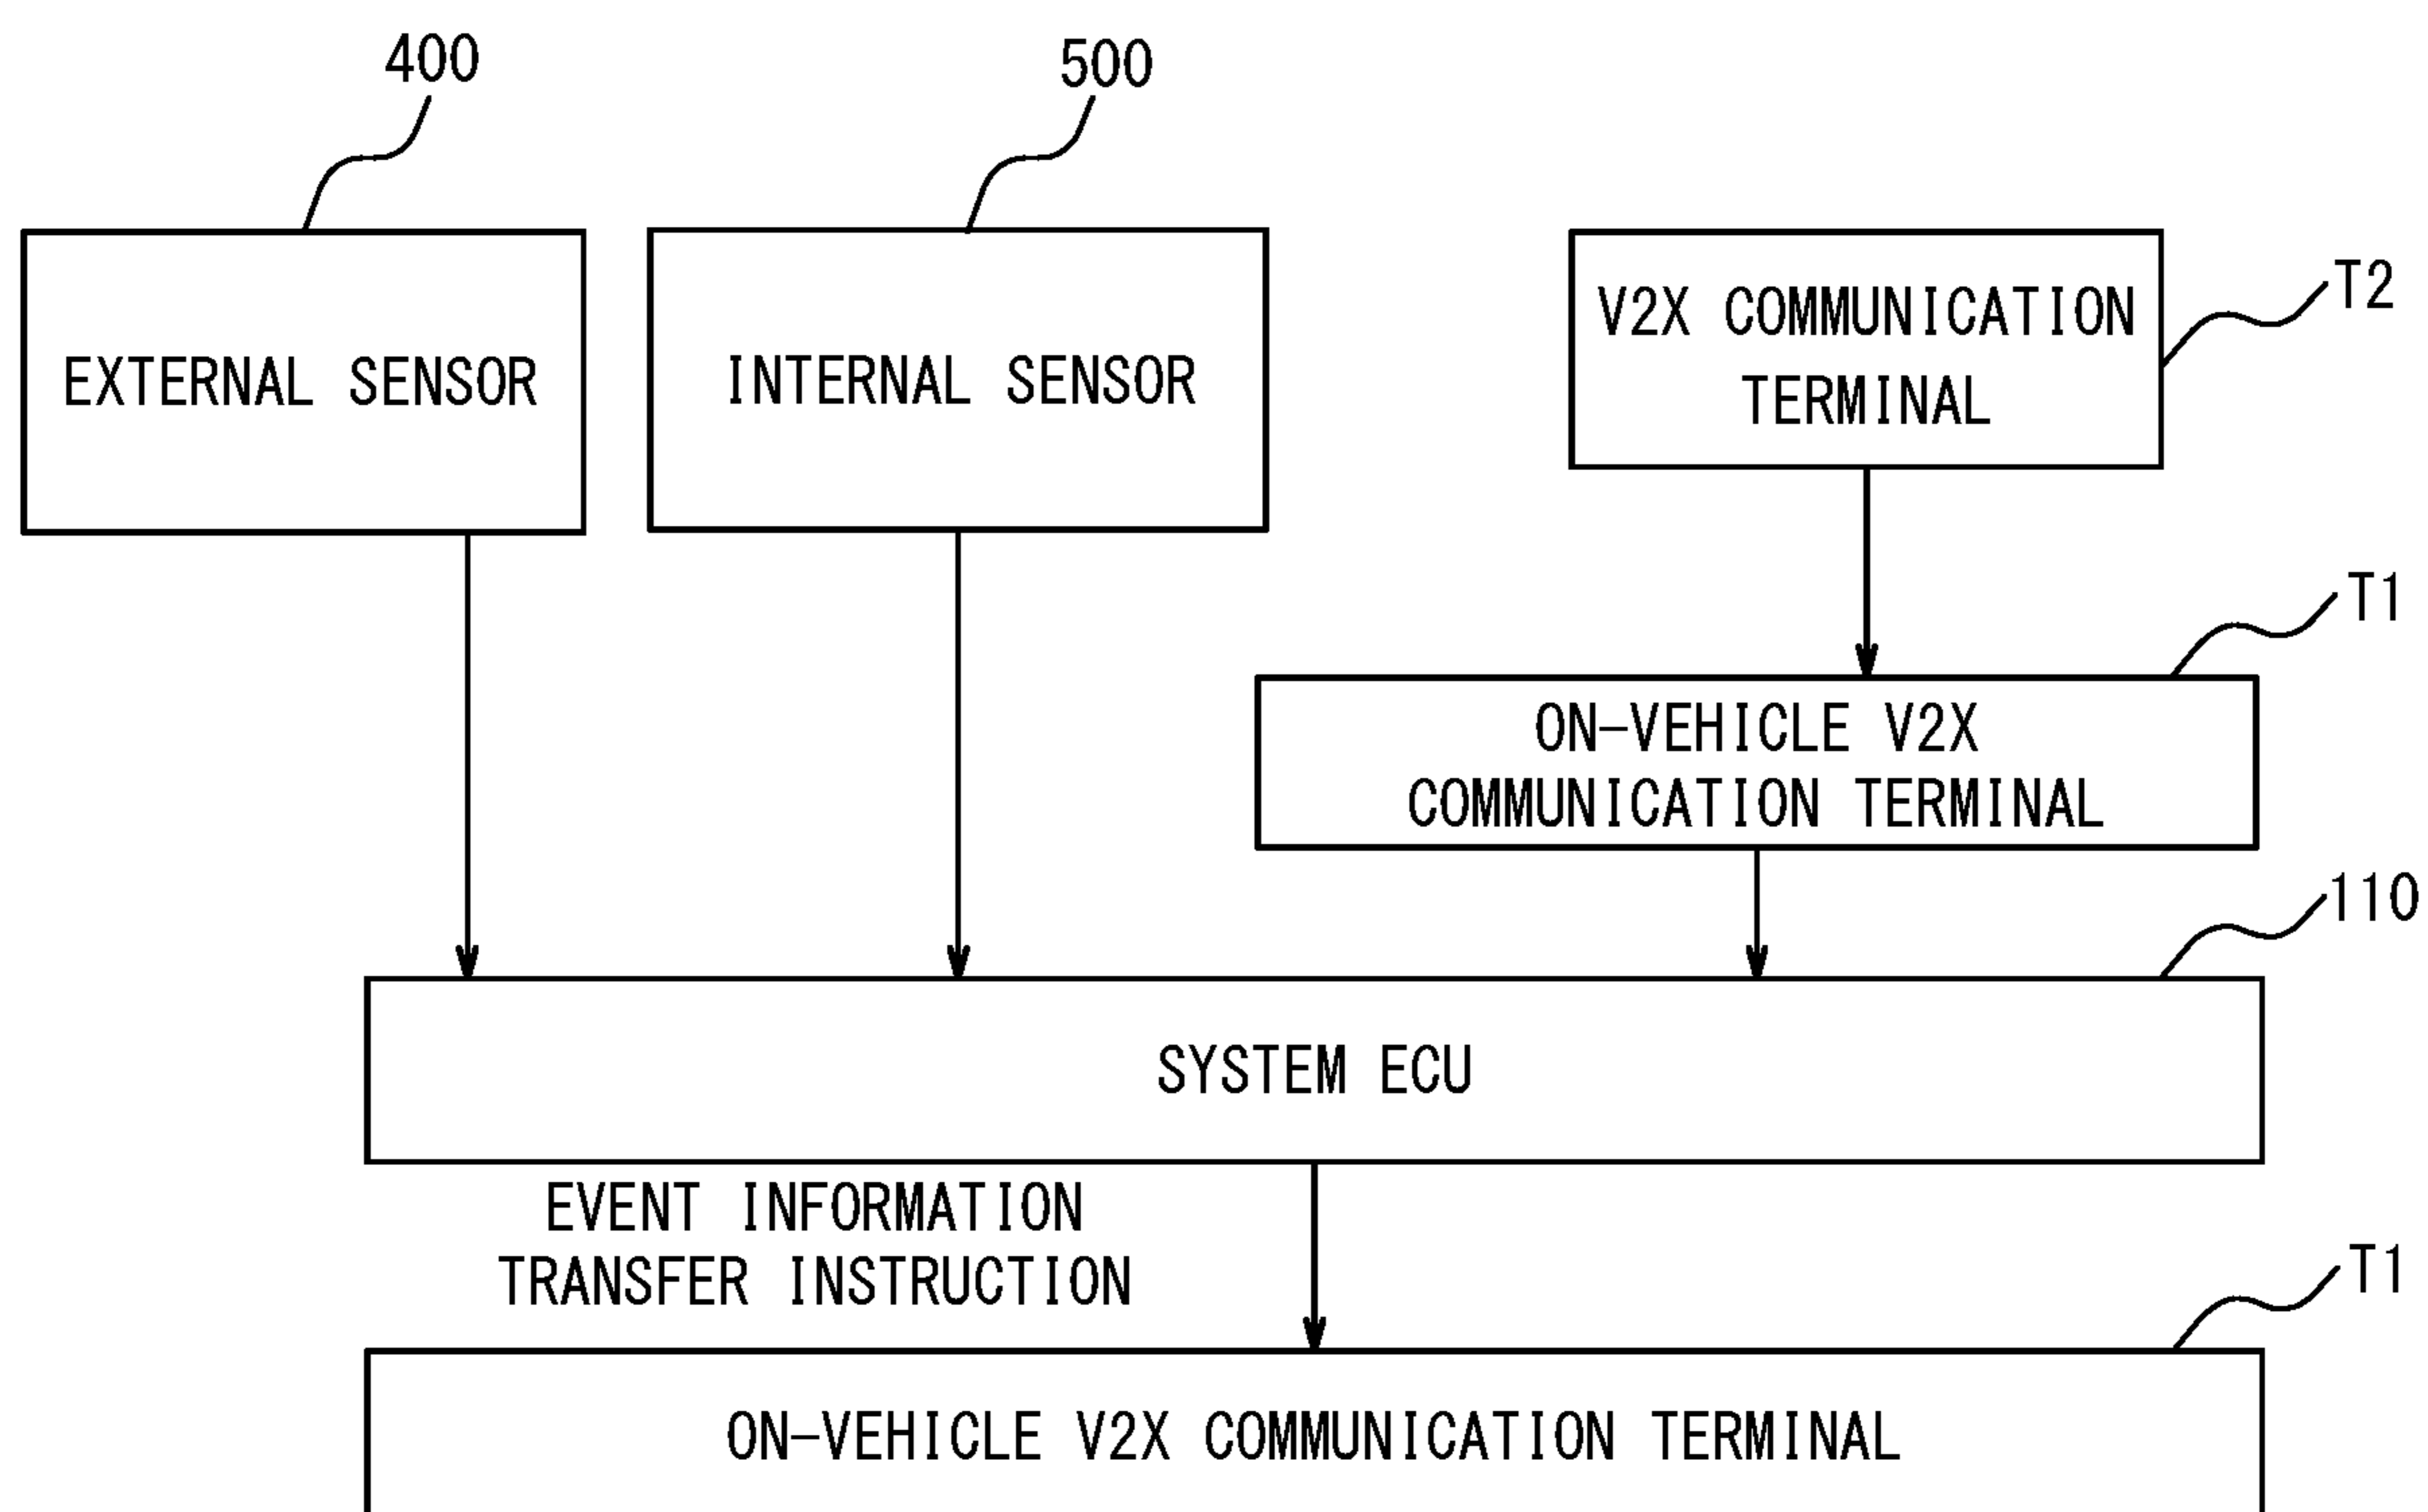 400
500
EXTERNAL SENSOR
INTERNAL SENSOR
V2X COMMUNICATION
TERMINAL
T2
T1
ON-VEHICLE V2X
COMMUNICATION TERMINAL
110
SYSTEM ECU
EVENT INFORMATION
TRANSFER INSTRUCTION
T1
ON-VEHICLE V2X COMMUNICATION TERMINAL